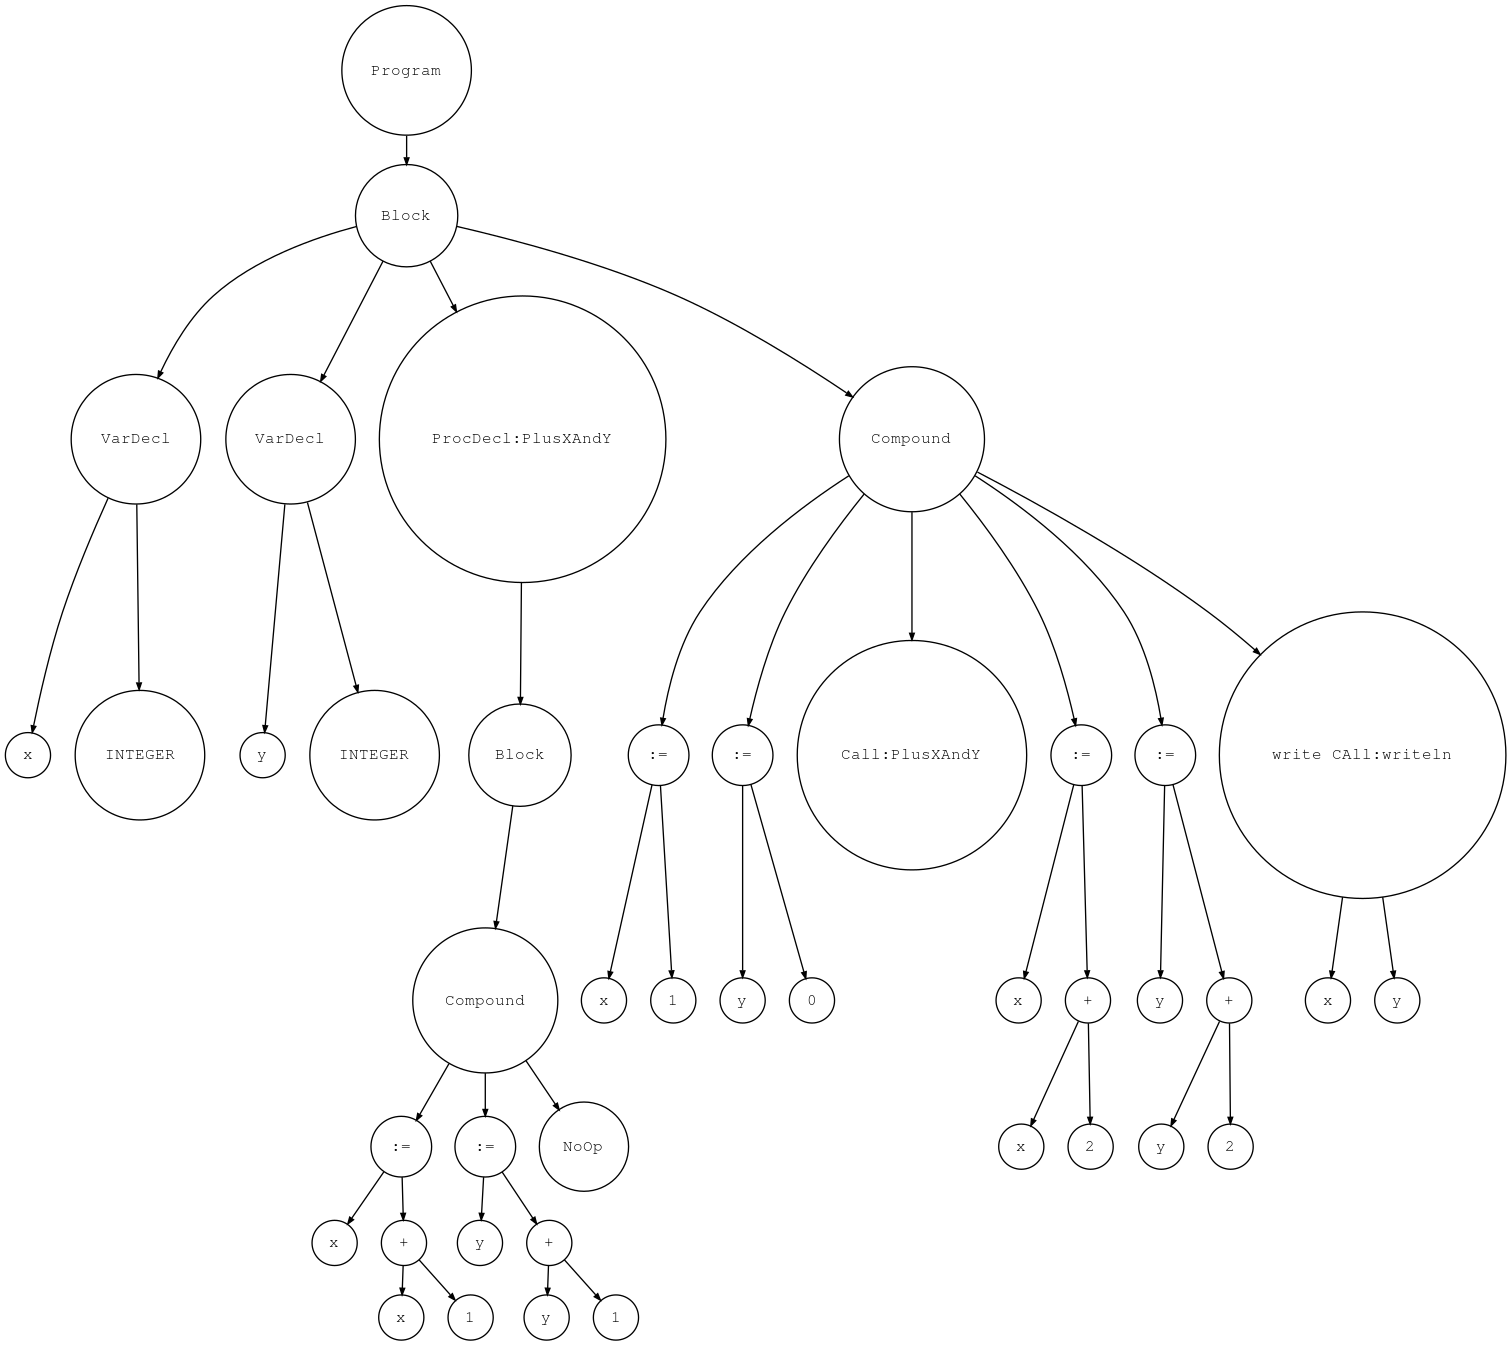 Program
Block
VarDecl
VarDecl
ProcDecl:PlusXAndY
Compound
x
INTEGER
y
INTEGER
Block
:=
:=
Call:PlusXAndY
:=
:=
write CAll:writeln
Compound
x
1
y
0
x
+
y
+
x
y
:=
:=
NoOp
x
2
y
2
x
+
y
+
x
1
y
1